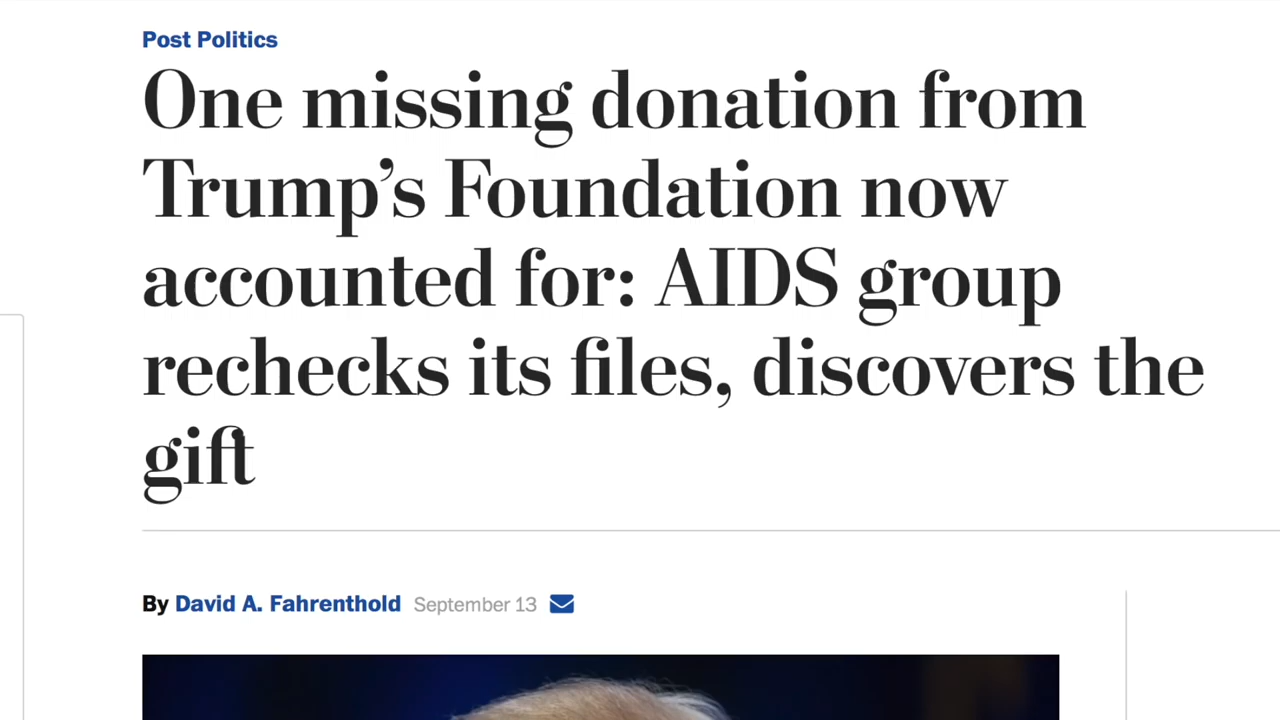 Post Politics
One missing donation from
Trump’s Foundation now
accounted for: AIDS group
rechecks its files, discovers the
gift
By David A. Fahrenthold September 13